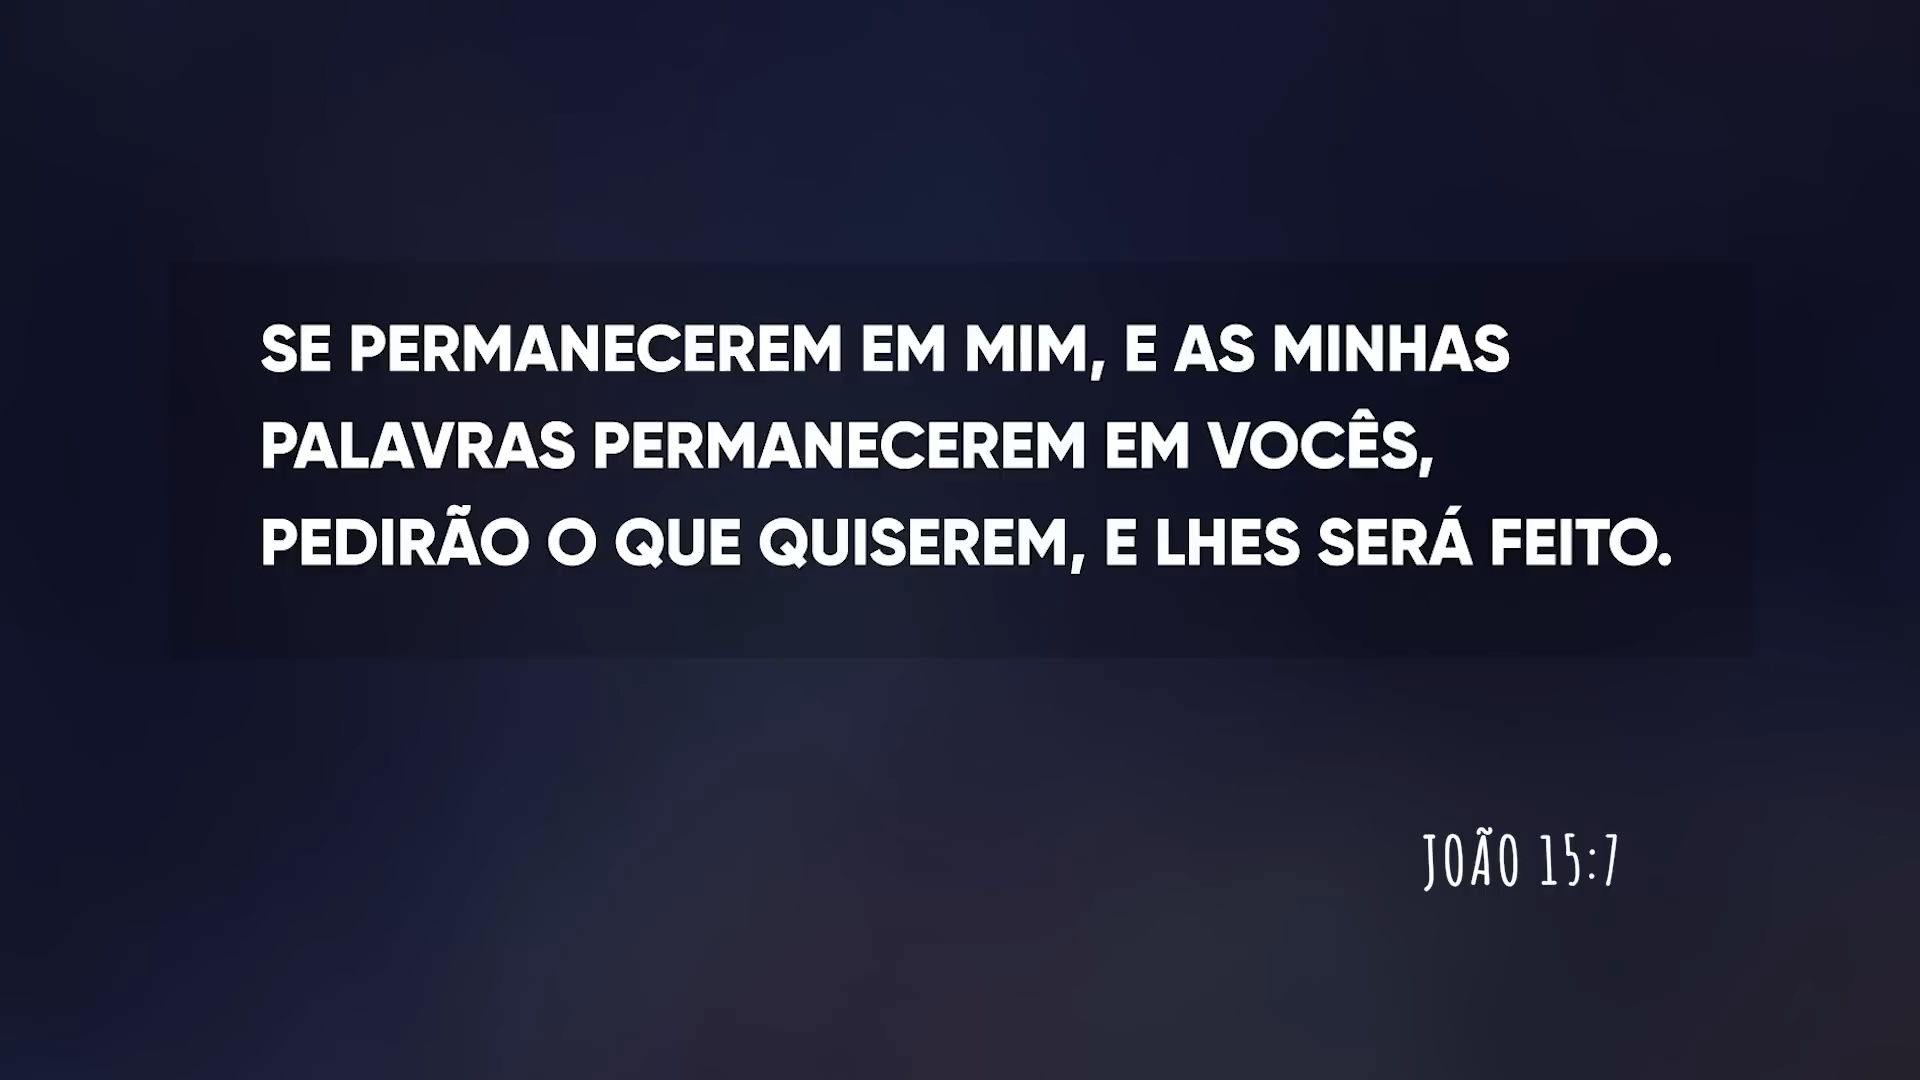 SE PERMANECEREM EM MIM, E AS MINHAS
PALAVRAS PERMANECEREM EM VOCÊS,
PEDIRÃO O QUE QUISEREM, E LHES SERÁ FEITO.
JOÃO 15:7